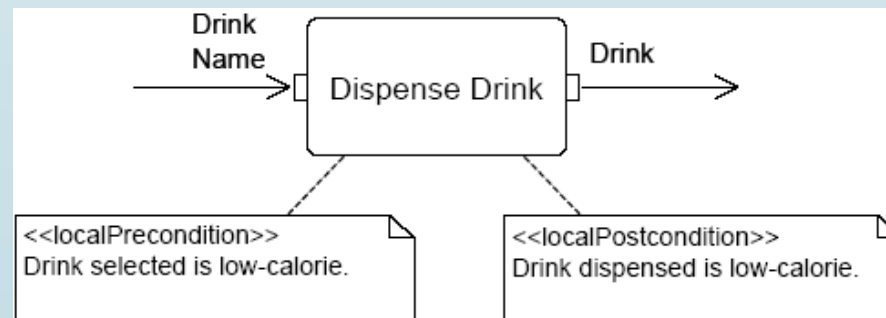 Drink
Name
Dispense Drink
Drink
<<localPrecondition>>
Drink selected is low-calorie.
<<localPostcondition>>
Drink dispensed is low-calorie.